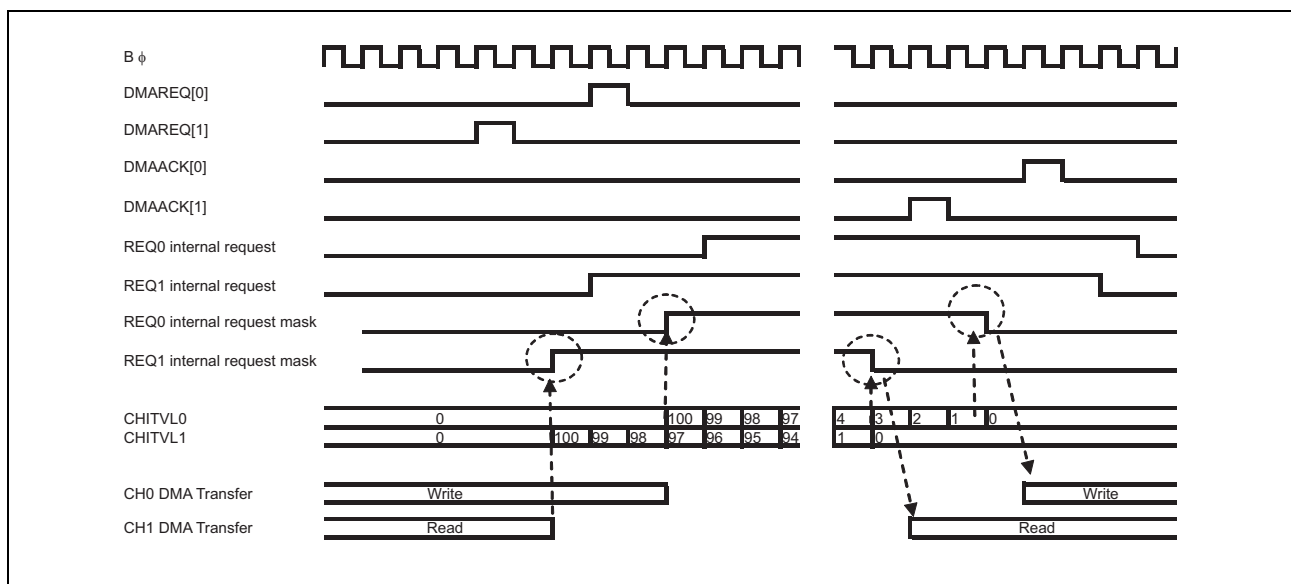 B ϕ
DMAREQ[0]
DMAREQ[1]
DMAACK[0]
DMAACK[1]
REQ0 internal request
REQ1 internal request
REQ0 internal request mask
REQ1 internal request mask
CHITVL0 0 100 99 98 97 4 3 2 1 0
CHITVL1 0 100 99 98 97 96 95 94 1 0
CH0 DMA Transfer Write Write
CH1 DMA Transfer Read Read